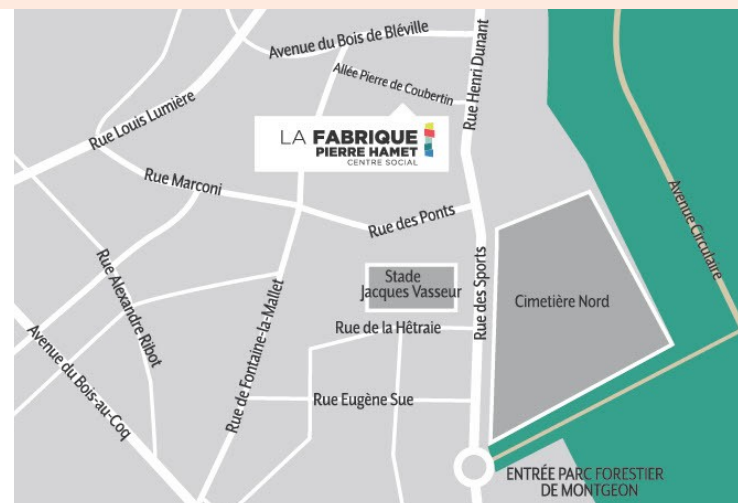 Avenue du Bois de Bléville
Allée Pierre de Coubertin
Rue Henri Dunant
Rue Louis Lumière
LA FABRIQUE
PIERRE HAMET
CENTRE SOCIAL
Rue Marconi
Rue des Ponts
Avenue Circulaire
Stade
Jacques Vasseur
Cimetière Nord
Rue des Sports
Rue Alexandre Ribot
Rue de Fontaine-la-Mallet
Rue de la Hêtraie
Avenue du Bois-au-Coq
Rue Eugène Sue
ENTRÉE PARC FORESTIER
DE MONTGEON